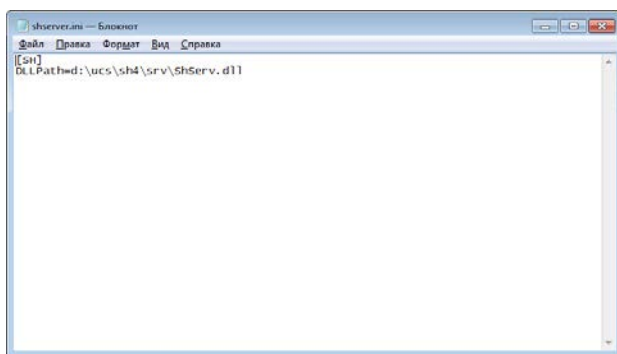 shserver.ini — Блокнот
Файл Правка Формат Вид Справка
[SH]
DLLPath=d:\ucs\sh4\srv\ShServ.dll